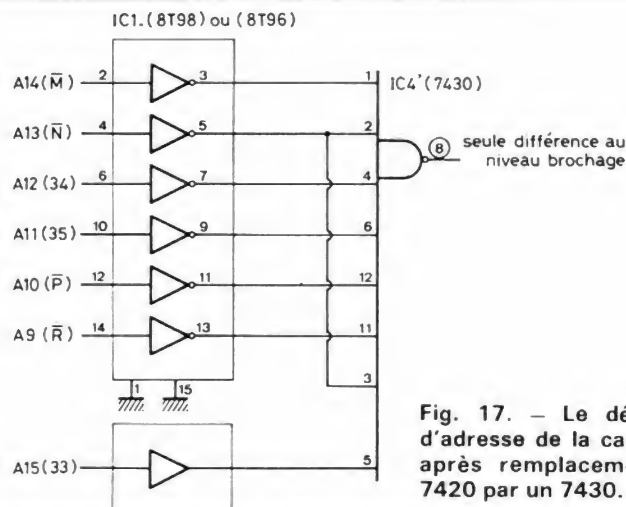 IC1.(8T98) ou (8T96)
A14(M̅) 2 3 1 IC4'(7430)
A13(N̅) 4 5 2
8 seule différence au
niveau brochage
A12(34) 6 7 4
A11(35) 10 9 6
A10(P̅) 12 11 12
A9(R̅) 14 13 11
1 15 3
A15(33) 5
Fig. 17. — Le dé
d'adresse de la ca
après remplaceme
7420 par un 7430.